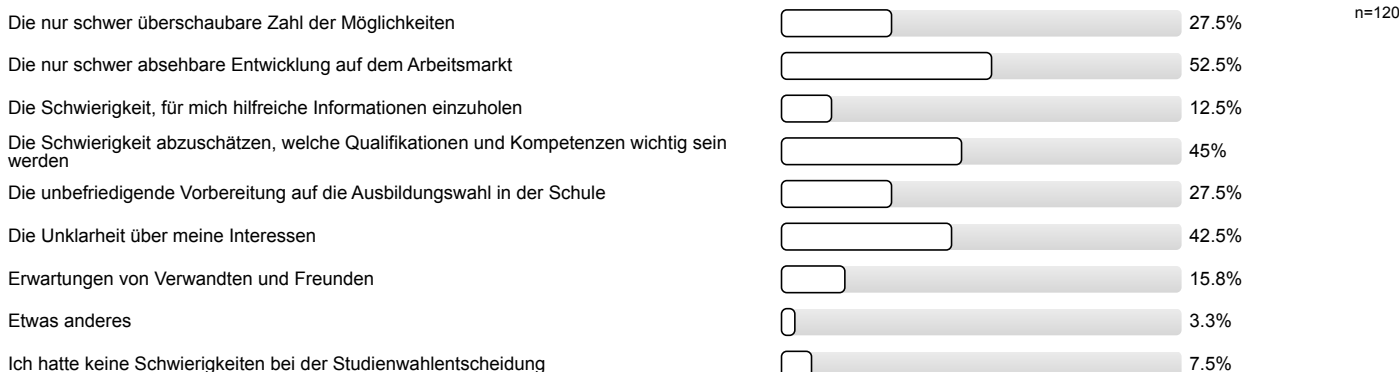 Die nur schwer überschaubare Zahl der Möglichkeiten 27.5% n=120
Die nur schwer absehbare Entwicklung auf dem Arbeitsmarkt 52.5%
Die Schwierigkeit, für mich hilfreiche Informationen einzuholen 12.5%
Die Schwierigkeit abzuschätzen, welche Qualifikationen und Kompetenzen wichtig sein
werden 45%
Die unbefriedigende Vorbereitung auf die Ausbildungswahl in der Schule 27.5%
Die Unklarheit über meine Interessen 42.5%
Erwartungen von Verwandten und Freunden 15.8%
Etwas anderes 3.3%
Ich hatte keine Schwierigkeiten bei der Studienwahlentscheidung 7.5%